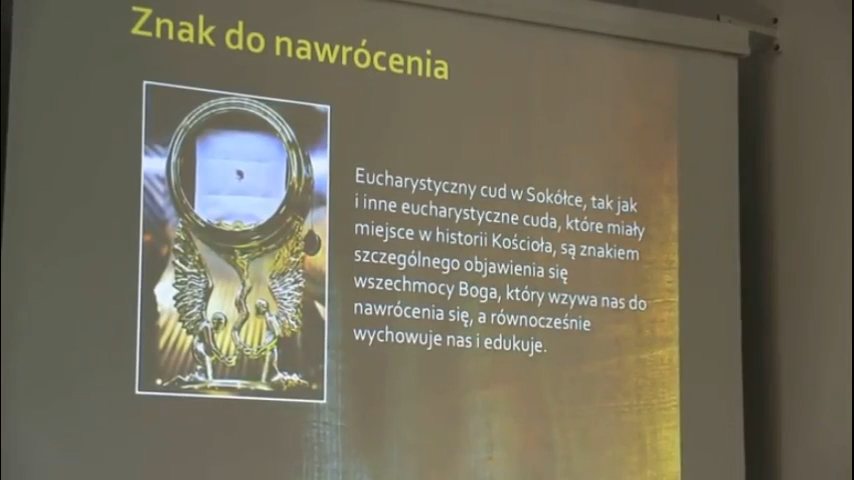 Znak do nawrócenia
Eucharystyczny cud w Sokółce, tak jak
i inne eucharystyczne cuda, które miały
miejsce w historii Kościoła, są znakiem
szczególnego objawienia się
wszechmocy Boga, który wzywa nas do
nawrócenia się, a równocześnie
wychowuje nas i edukuje.